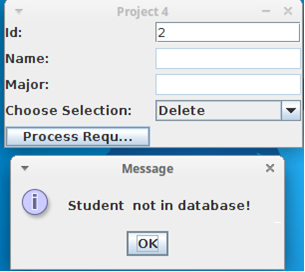 Project 4
Id: 2
Name:
Major:
Choose Selection: Delete
Process Requ...
Message
Student not in database!
OK